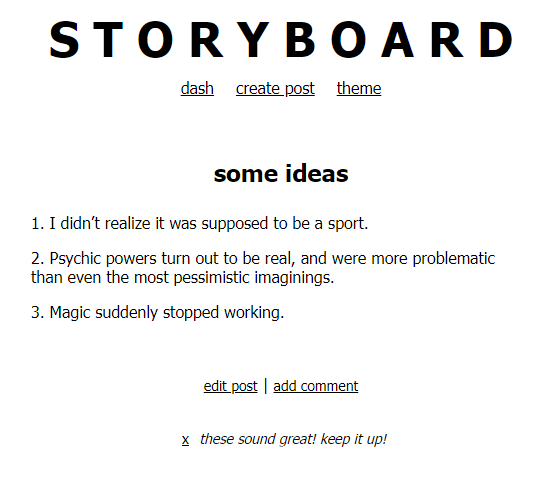 STORYBOARD
dash create post theme
some ideas
1. I didn’t realize it was supposed to be a sport.
2. Psychic powers turn out to be real, and were more problematic
than even the most pessimistic imaginings.
3. Magic suddenly stopped working.
edit post | add comment
x these sound great! keep it up!